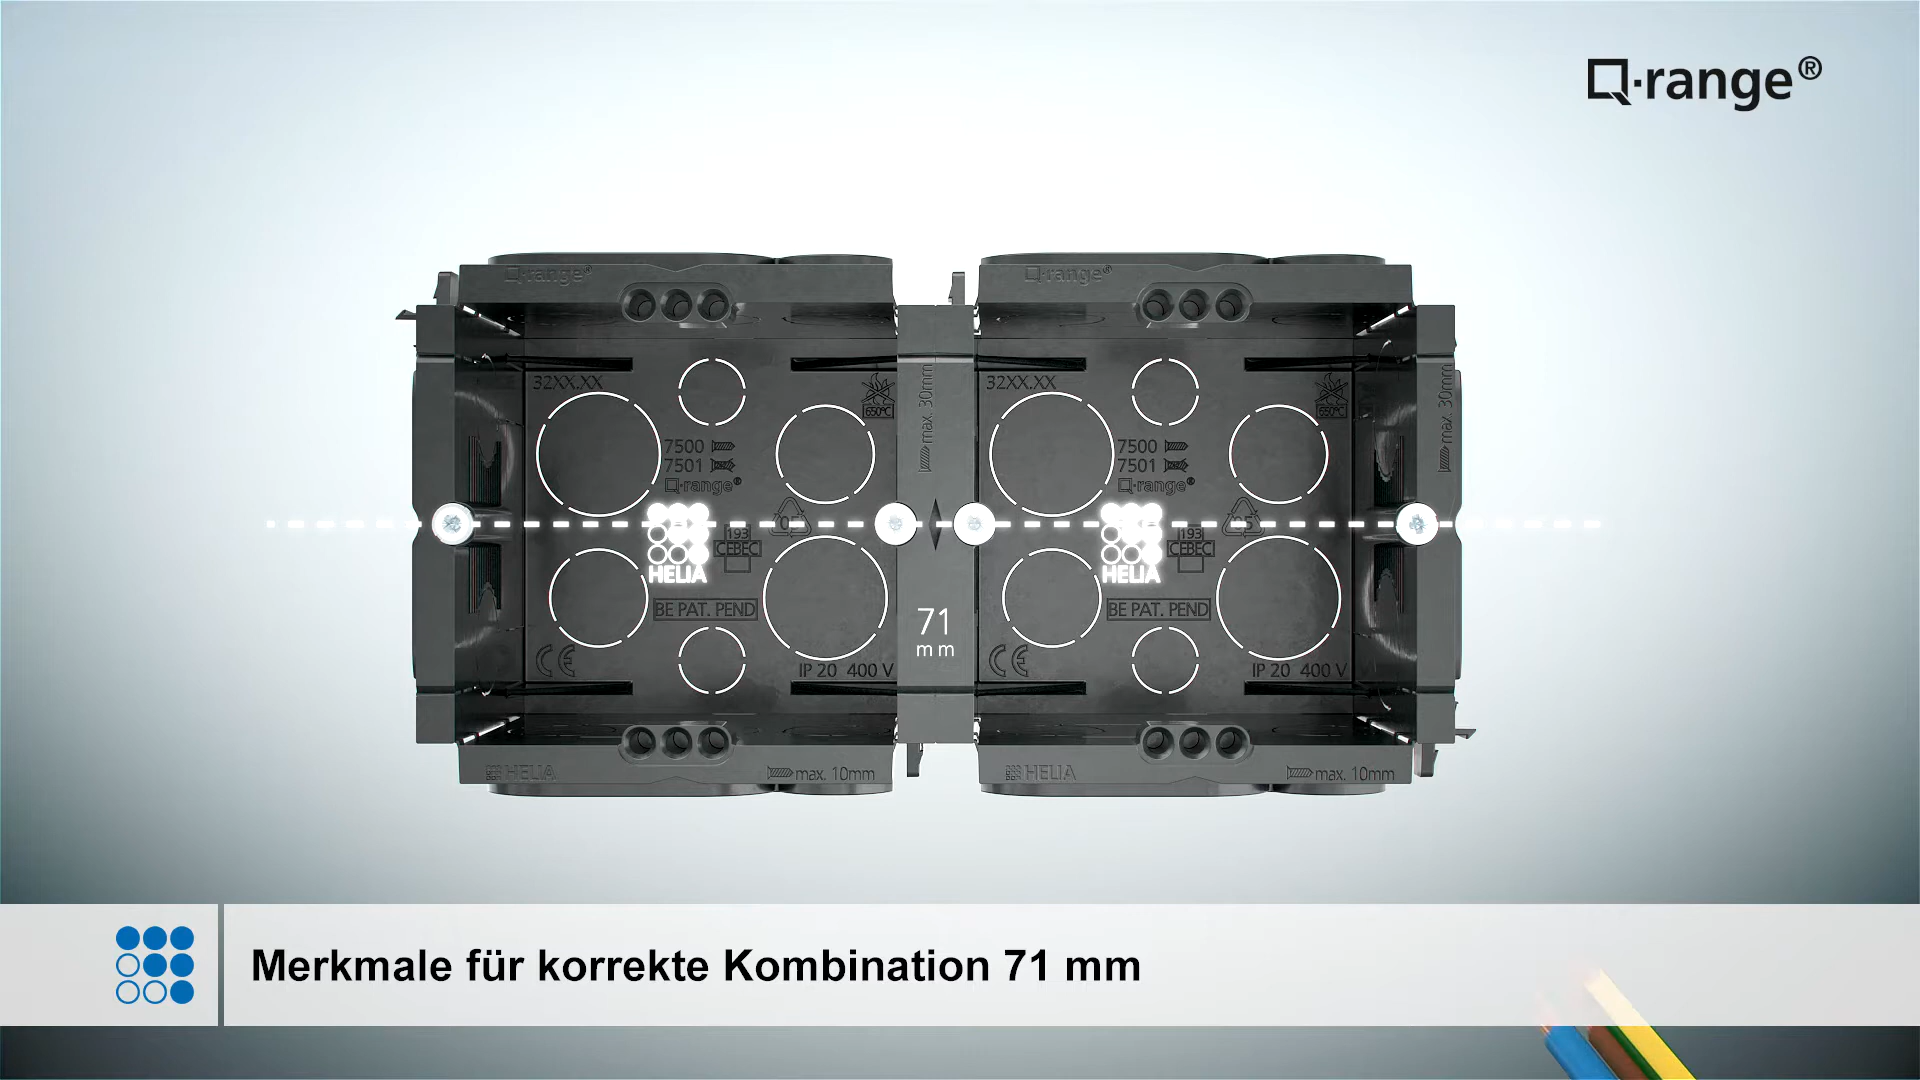 Q·range®
Q·range®
Q·range®
32XX.XX
650°C
max. 30mm
7500
7501
Q·range®
05
193
CEBEC
HELIA
BE PAT. PEND
CE
IP 20 400 V
71
mm
32XX.XX
650°C
max. 30mm
7500
7501
Q·range®
193
CEBEC
HELIA
BE PAT. PEND
CE
IP 20 400 V
HELIA
max. 10mm
HELIA
max. 10mm
Merkmale für korrekte Kombination 71 mm